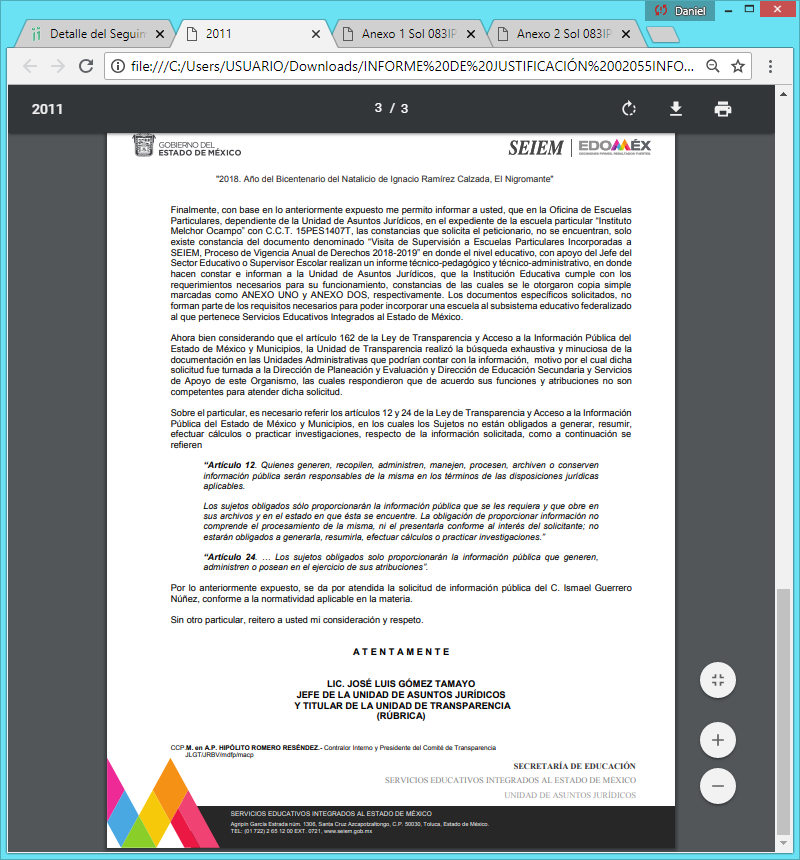 Daniel
Detalle del Seguim
2011
Anexo 1 Sol 083IP
Anexo 2 Sol 083IP
file:///C:/Users/USUARIO/Downloads/INFORME%20DE%20JUSTIFICACIÓN%2002055INFO...
2011
3 / 3
GOBIERNO DEL
ESTADO DE MÉXICO
SEIEM
EDOMÉX
DECISIONES FIRMES, RESULTADOS FUERTES
"2018. Año del Bicentenario del Natalicio de Ignacio Ramírez Calzada, El Nigromante"
Finalmente, con base en lo anteriormente expuesto me permito informar a usted, que en la Oficina de Escuelas
Particulares, dependiente de la Unidad de Asuntos Jurídicos, en el expediente de la escuela particular “Instituto
Melchor Ocampo” con C.C.T. 15PES1407T, las constancias que solicita el peticionario, no se encuentran, solo
existe constancia del documento denominado “Visita de Supervisión a Escuelas Particulares Incorporadas a
SEIEM, Proceso de Vigencia Anual de Derechos 2018-2019” en donde el nivel educativo, con apoyo del Jefe del
Sector Educativo o Supervisor Escolar realizan un informe técnico-pedagógico y técnico-administrativo, en donde
hacen constar e informan a la Unidad de Asuntos Jurídicos, que la Institución Educativa cumple con los
requerimientos necesarios para su funcionamiento, constancias de las cuales se le otorgaron copia simple
marcadas como ANEXO UNO y ANEXO DOS, respectivamente. Los documentos específicos solicitados, no
forman parte de los requisitos necesarios para poder incorporar una escuela al subsistema educativo federalizado
al que pertenece Servicios Educativos Integrados al Estado de México.
Ahora bien considerando que el artículo 162 de la Ley de Transparencia y Acceso a la Información Pública del
Estado de México y Municipios, la Unidad de Transparencia realizó la búsqueda exhaustiva y minuciosa de la
documentación en las Unidades Administrativas que podrían contar con la información, motivo por el cual dicha
solicitud fue turnada a la Dirección de Planeación y Evaluación y Dirección de Educación Secundaria y Servicios
de Apoyo de este Organismo, las cuales respondieron que de acuerdo sus funciones y atribuciones no son
competentes para atender dicha solicitud.
Sobre el particular, es necesario referir los artículos 12 y 24 de la Ley de Transparencia y Acceso a la Información
Pública del Estado de México y Municipios, en los cuales los Sujetos no están obligados a generar, resumir,
efectuar cálculos o practicar investigaciones, respecto de la información solicitada, como a continuación se
refieren
“Artículo 12. Quienes generen, recopilen, administren, manejen, procesen, archiven o conserven
información pública serán responsables de la misma en los términos de las disposiciones jurídicas
aplicables.
Los sujetos obligados sólo proporcionarán la información pública que se les requiera y que obre en
sus archivos y en el estado en que ésta se encuentre. La obligación de proporcionar información no
comprende el procesamiento de la misma, ni el presentarla conforme al interés del solicitante; no
estarán obligados a generarla, resumirla, efectuar cálculos o practicar investigaciones.”
“Artículo 24. … Los sujetos obligados solo proporcionarán la información pública que generen,
administren o posean en el ejercicio de sus atribuciones”.
Por lo anteriormente expuesto, se da por atendida la solicitud de información pública del C. Ismael Guerrero
Núñez, conforme a la normatividad aplicable en la materia.
Sin otro particular, reitero a usted mi consideración y respeto.
A T E N T A M E N T E
LIC. JOSÉ LUIS GÓMEZ TAMAYO
JEFE DE LA UNIDAD DE ASUNTOS JURÍDICOS
Y TITULAR DE LA UNIDAD DE TRANSPARENCIA
(RÚBRICA)
CCP.M. en A.P. HIPÓLITO ROMERO RESÉNDEZ.- Contralor Interno y Presidente del Comité de Transparencia
JLGT/JRBV/mdfp/macp
SECRETARÍA DE EDUCACIÓN
SERVICIOS EDUCATIVOS INTEGRADOS AL ESTADO DE MÉXICO
UNIDAD DE ASUNTOS JURÍDICOS
SERVICIOS EDUCATIVOS INTEGRADOS AL ESTADO DE MÉXICO
Agripín García Estrada núm. 1306, Santa Cruz Azcapotzaltongo, C.P. 50030, Toluca, Estado de México.
TEL: (01 722) 2 65 12 00 EXT. 0721, www.seiem.gob.mx